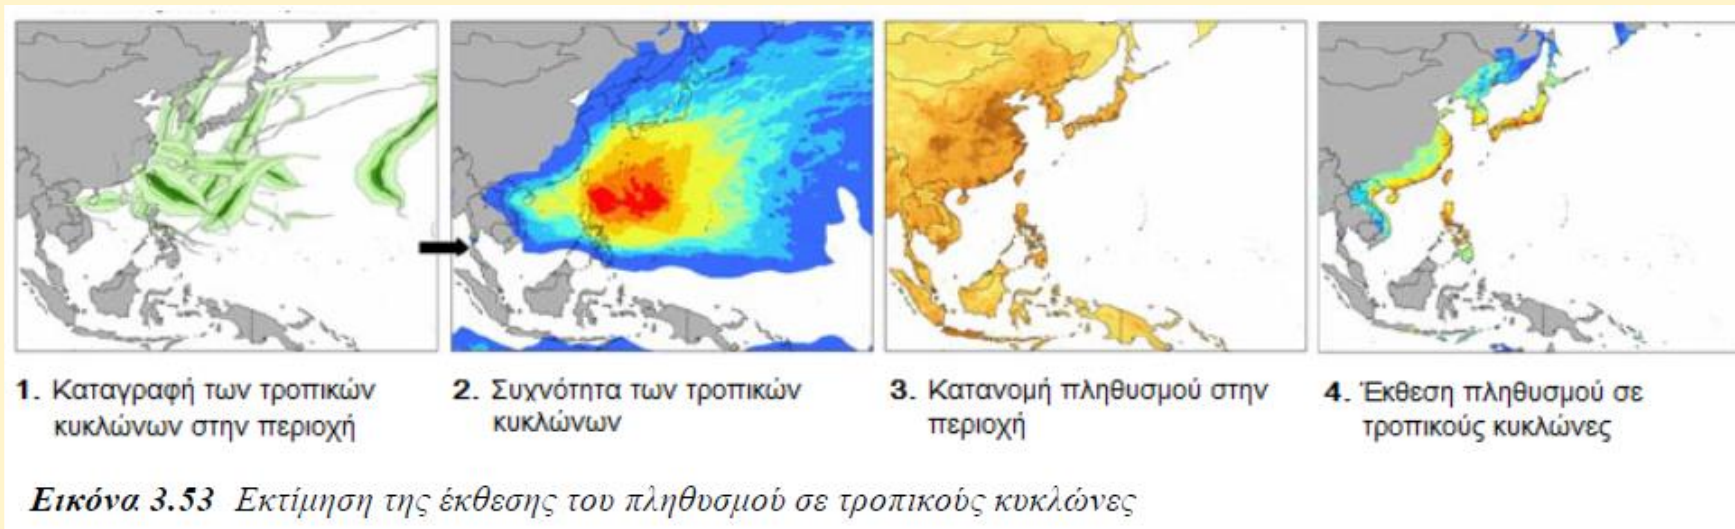 1. Καταγραφή των τροπικών
κυκλώνων στην περιοχή
2. Συχνότητα των τροπικών
κυκλώνων
3. Κατανομή πληθυσμού στην
περιοχή
4. Έκθεση πληθυσμού σε
τροπικούς κυκλώνες
Εικόνα 3.53 Εκτίμηση της έκθεσης του πληθυσμού σε τροπικούς κυκλώνες